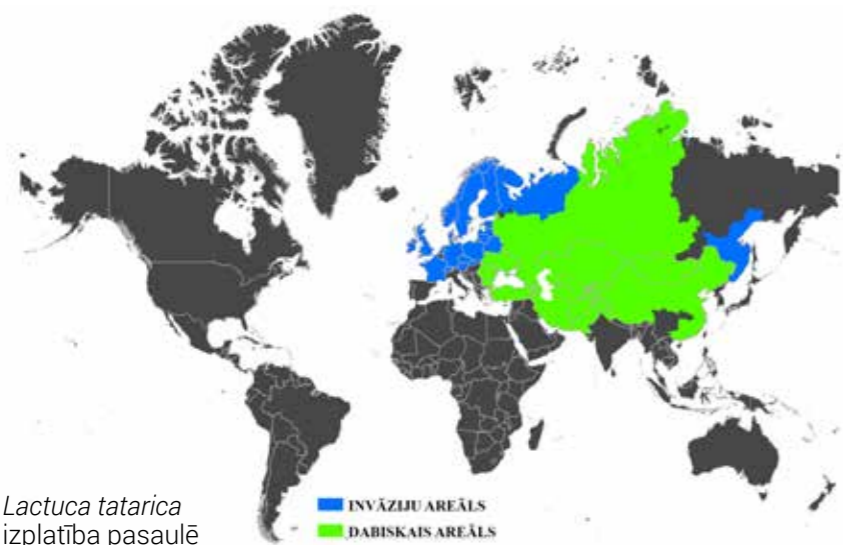 Lactuca tatarica
izplatība pasaulē
INVĀZIJU AREĀLS
DABISKAIS AREĀLS